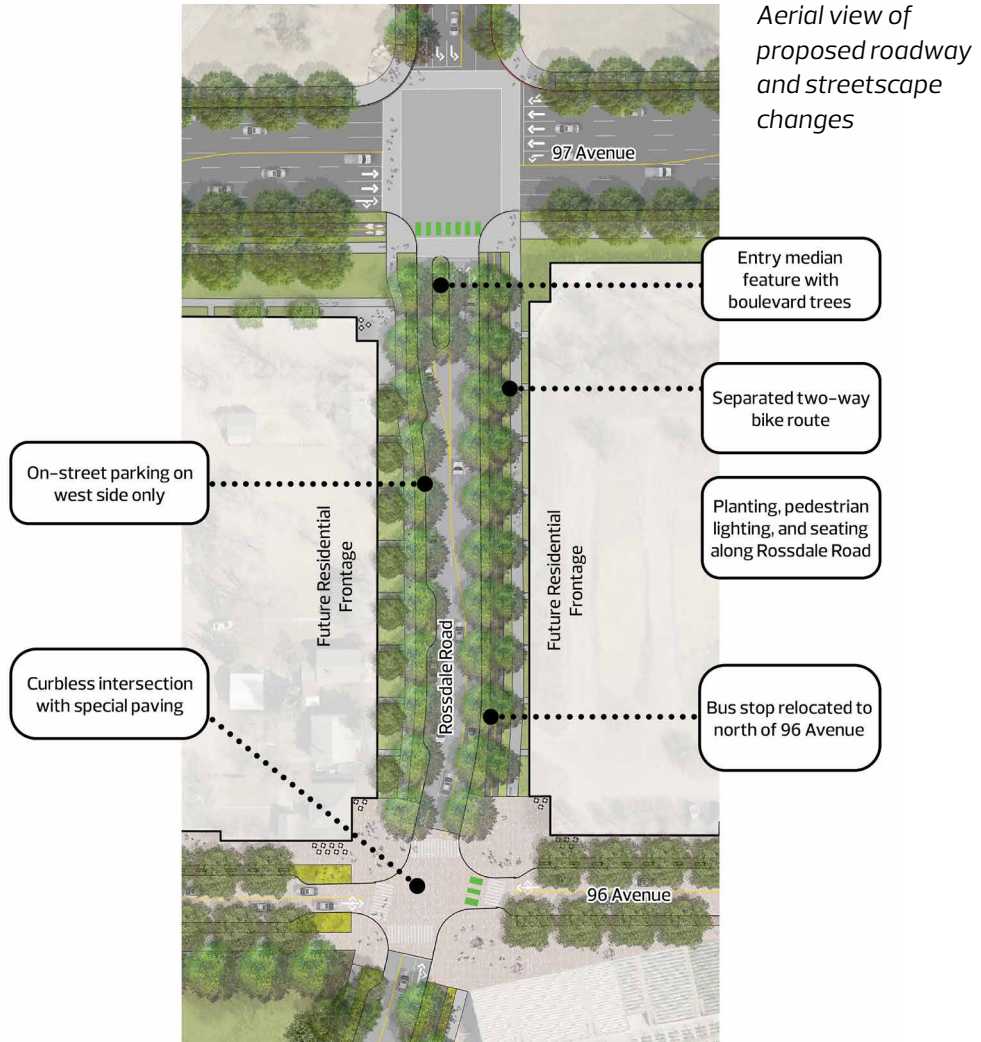 Aerial view of
proposed roadway
and streetscape
changes
97 Avenue
Entry median
feature with
boulevard trees
Separated two-way
bike route
On-street parking on
west side only
Planting, pedestrian
lighting, and seating
along Rossdale Road
Future Residential
Frontage
Future Residential
Frontage
Rossdale Road
Curbless intersection
with special paving
Bus stop relocated to
north of 96 Avenue
96 Avenue